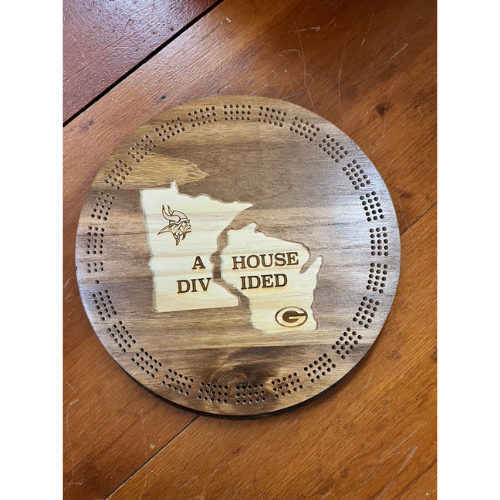 A HOUSE
DIV IDED
G